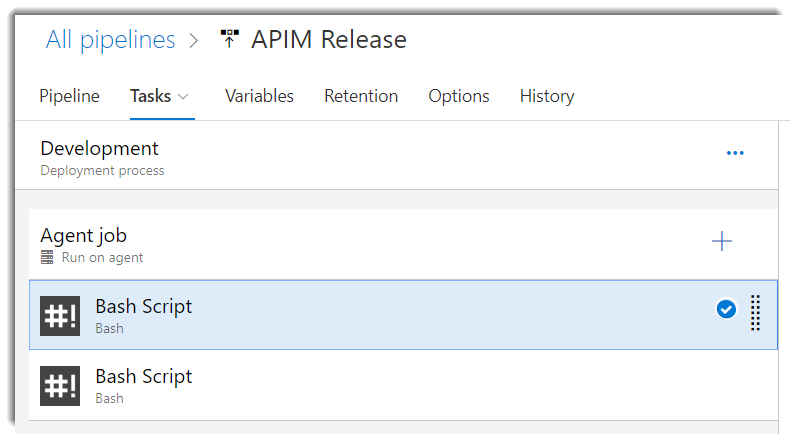 All pipelines > APIM Release
Pipeline Tasks Variables Retention Options History
Development
Deployment process
Agent job
Run on agent
#! Bash Script
Bash
#! Bash Script
Bash